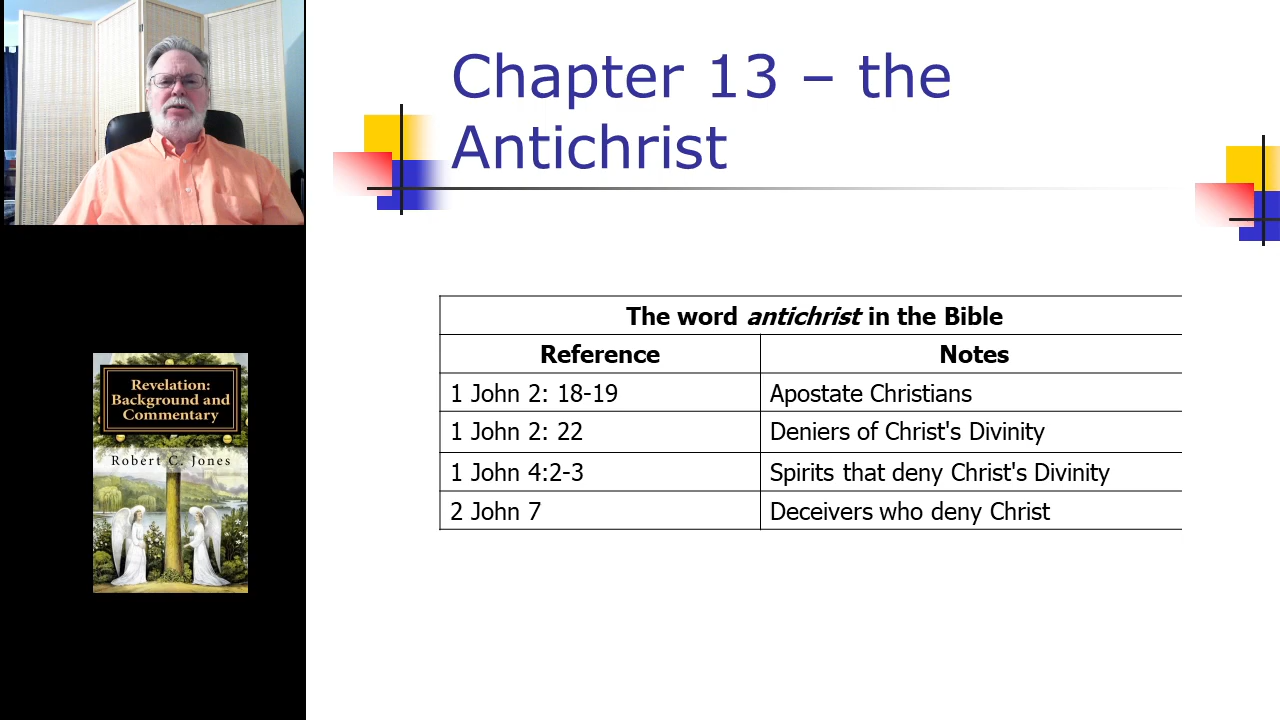 Chapter 13 – the
Antichrist
The word antichrist in the Bible
Reference Notes
1 John 2: 18-19 Apostate Christians
1 John 2: 22 Deniers of Christ's Divinity
1 John 4:2-3 Spirits that deny Christ's Divinity
2 John 7 Deceivers who deny Christ
Revelation:
Background and
Commentary
Robert C. Jones